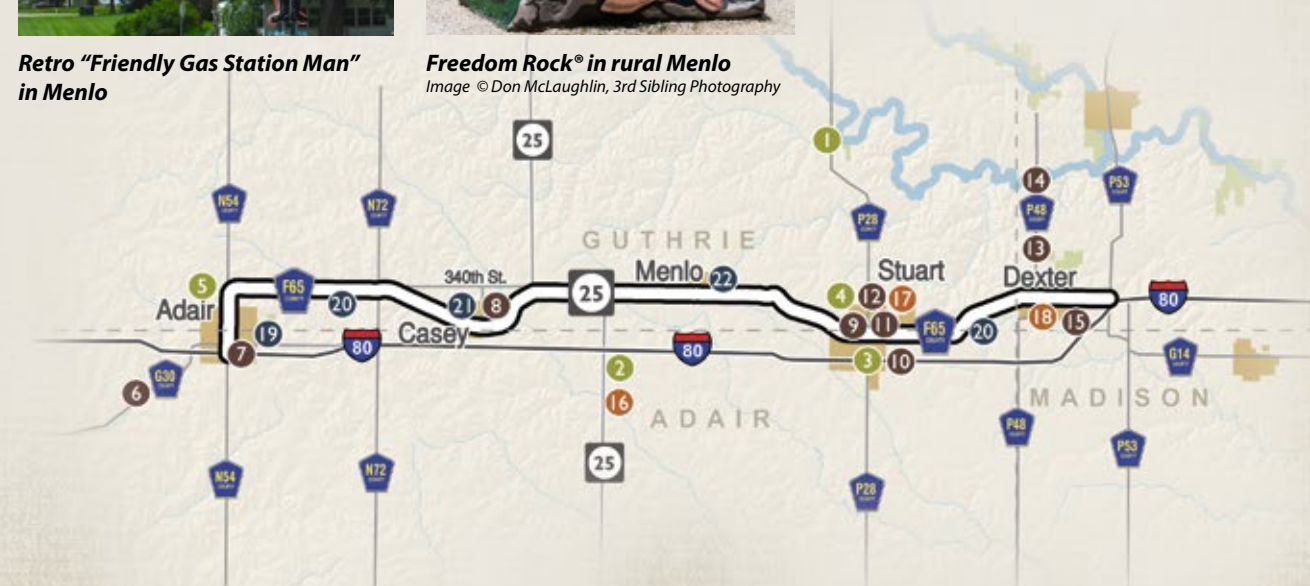 Retro “Friendly Gas Station Man”
in Menlo
Freedom Rock® in rural Menlo
Image © Don McLaughlin, 3rd Sibling Photography
25
1
14
P53
N54
N72
P48
P28
13
GUTHRIE
340th St.
Menlo
22
Stuart
Dexter
5
F65
20
21
8
25
4
12
17
80
Adair
19
Casey
9
11
F65
20
18
15
7
80
80
G14
G30
2
3
10
6
16
ADAIR
MADISON
P48
P53
25
N54
N72
P28